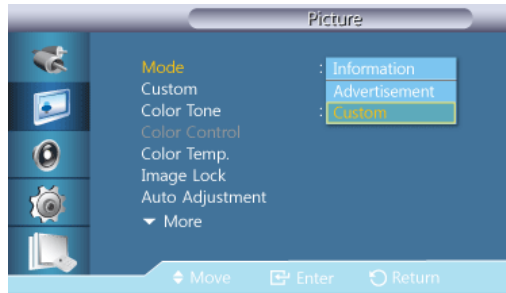 Picture
Mode : Information
Custom Advertisement
Color Tone : Custom
Color Control
Color Temp.
Image Lock
Auto Adjustment
More
Move Enter Return